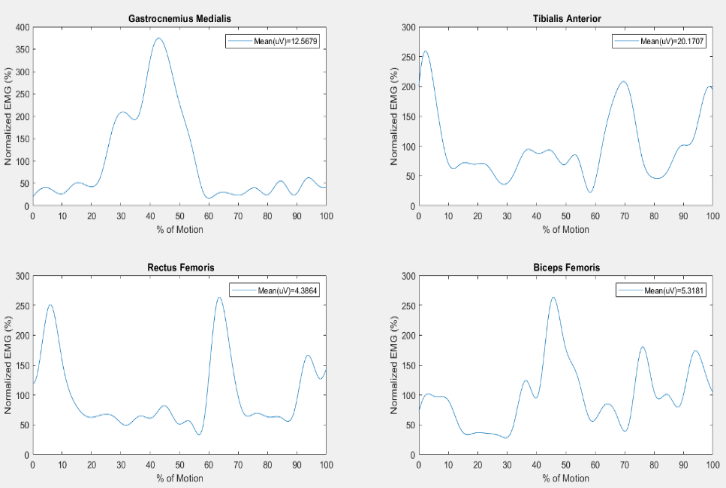 Gastrocnemius Medialis
Mean(uV)=12.5679
Normalized EMG (%)
400
350
300
250
200
150
100
50
0
0 10 20 30 40 50 60 70 80 90 100
% of Motion
Tibialis Anterior
Mean(uV)=20.1707
Normalized EMG (%)
300
250
200
150
100
50
0
0 10 20 30 40 50 60 70 80 90 100
% of Motion
Rectus Femoris
Mean(uV)=4.3864
Normalized EMG (%)
300
250
200
150
100
50
0
0 10 20 30 40 50 60 70 80 90 100
% of Motion
Biceps Femoris
Mean(uV)=5.3181
Normalized EMG (%)
300
250
200
150
100
50
0
0 10 20 30 40 50 60 70 80 90 100
% of Motion